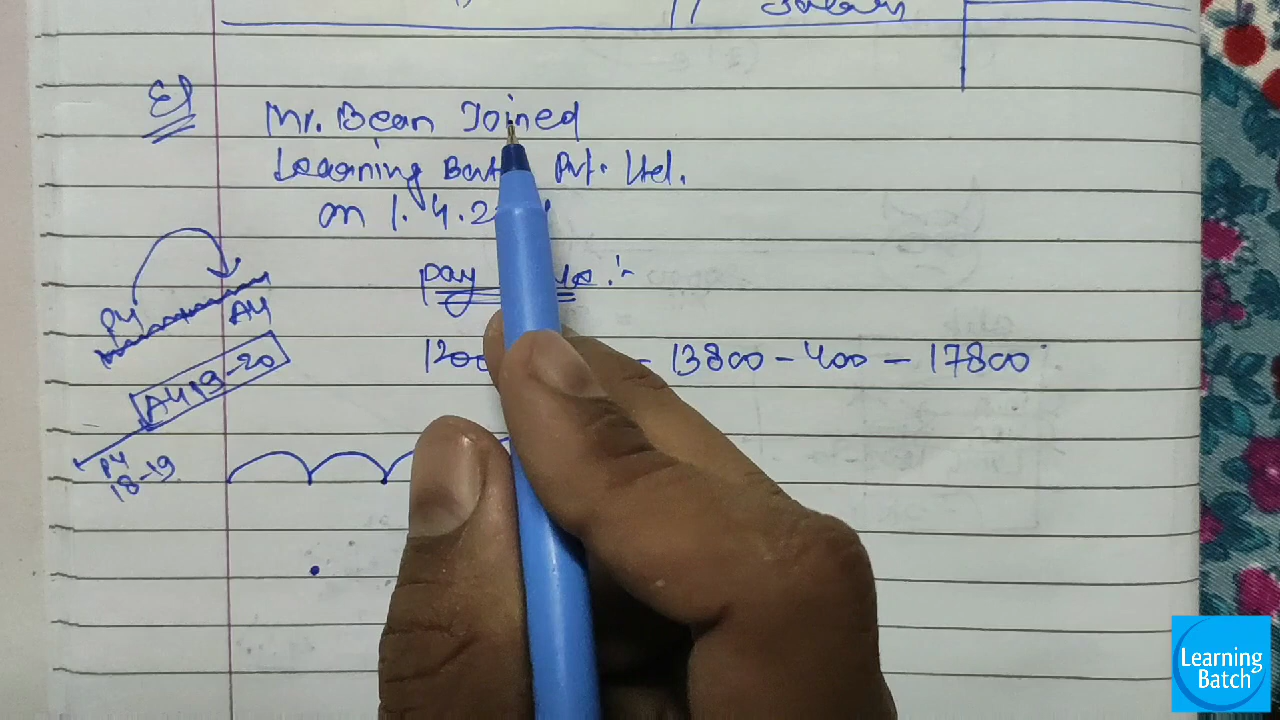 Eg
Mr. Bean Joined
Learning Pvt. Ltd.
on 1.4.2
PY
AY
pay
AY 19-20
PY
18-19
1200 - 13800 - 400 - 17800
Learning
Batch